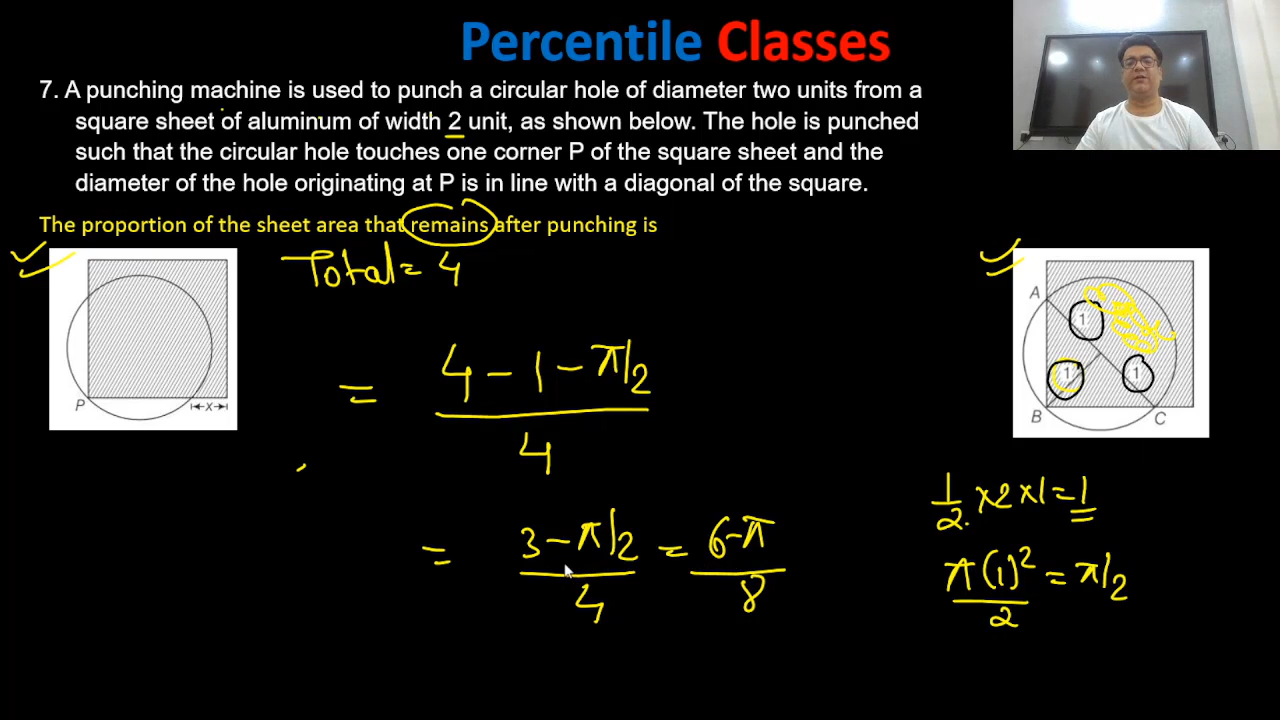 Percentile Classes
7. A punching machine is used to punch a circular hole of diameter two units from a
square sheet of aluminum of width 2 unit, as shown below. The hole is punched
such that the circular hole touches one corner P of the square sheet and the
diameter of the hole originating at P is in line with a diagonal of the square.
The proportion of the sheet area that remains after punching is
Total = 4
P
x
A
1
1
1
B
C
= 4 - 1 - π/2
4
= 3 - π/2 = 6-π
4 8
1/2 x 2 x 1 = 1
π(1)² = π/2
2